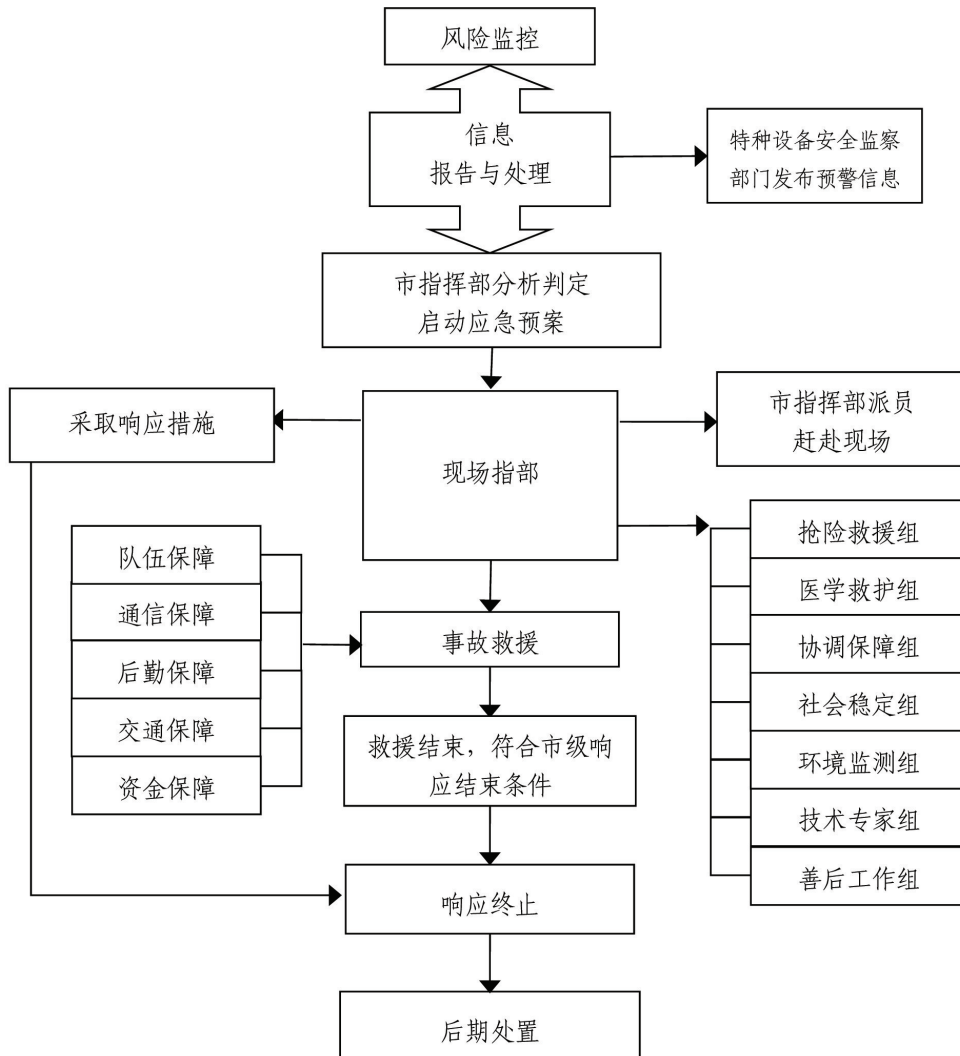 风险监控
信息
报告与处理
特种设备安全监察
部门发布预警信息
市指挥部分析判定
启动应急预案
采取响应措施
现场指部
市指挥部派员
赶赴现场
队伍保障
通信保障
后勤保障
交通保障
资金保障
事故救援
救援结束，符合市级响
应结束条件
抢险救援组
医学救护组
协调保障组
社会稳定组
环境监测组
技术专家组
善后工作组
响应终止
后期处置